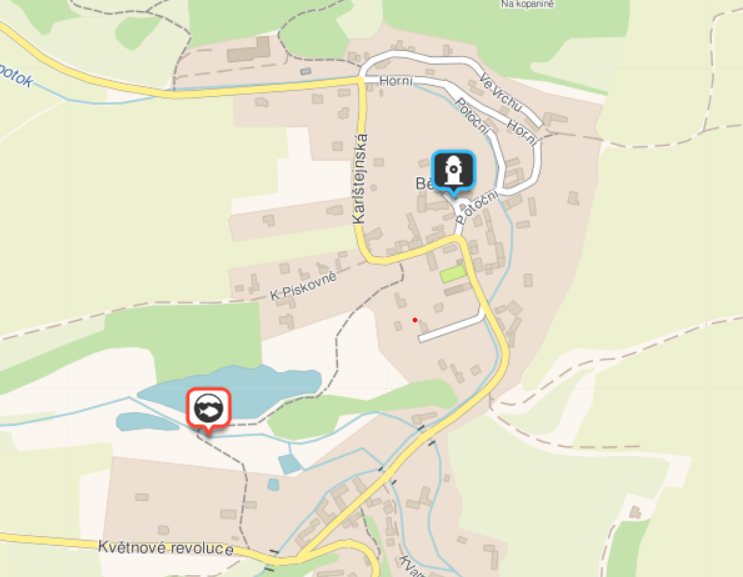 Na kopanině
potok
Horní
Ve Vrchu
Potoční
Horní
Karlštejnská
Potoční
K Pískovně
Květnové revoluce